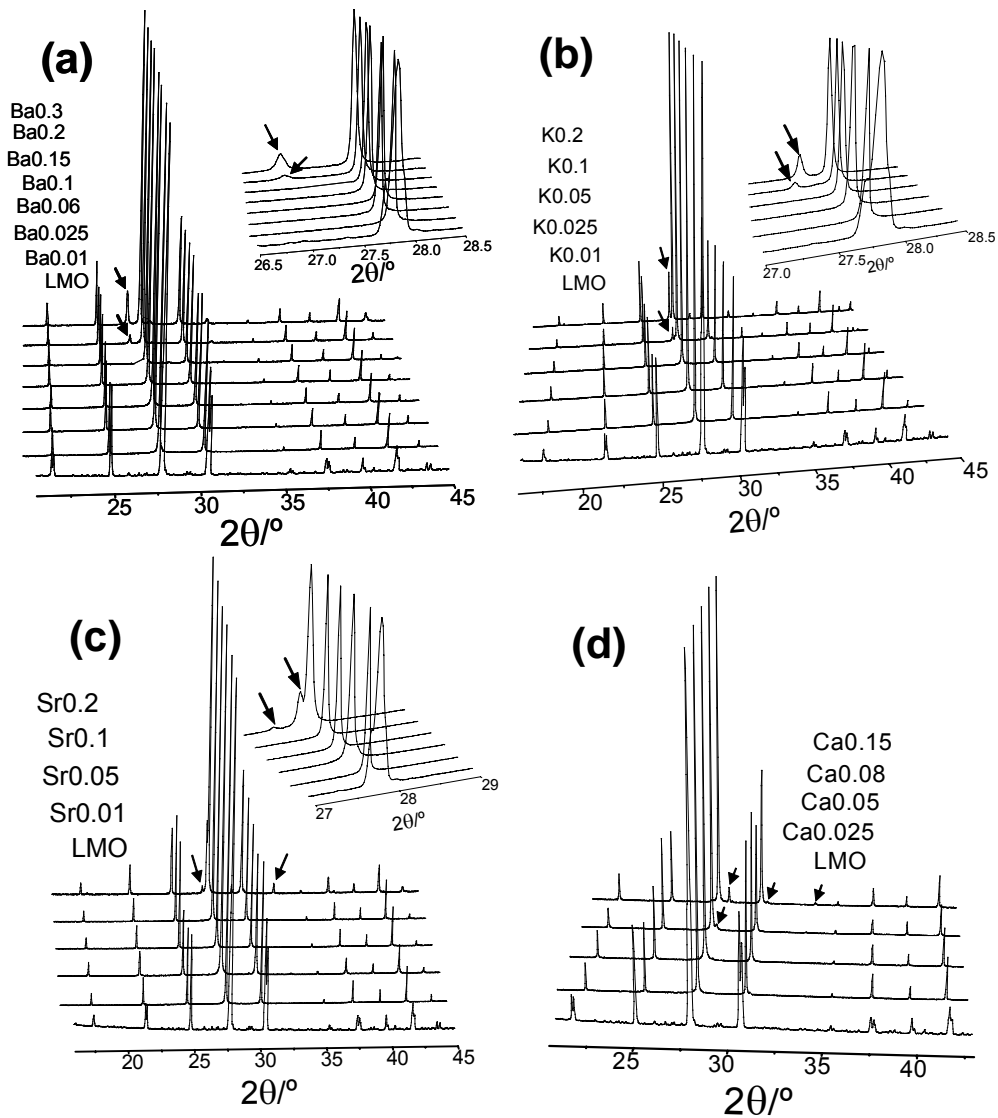 (a)
Ba0.3
Ba0.2
Ba0.15
Ba0.1
Ba0.06
Ba0.025
Ba0.01
LMO
26.5 27.0 27.5 28.0 28.5
2θ/º
25 30 35 40 45
2θ/º
(b)
K0.2
K0.1
K0.05
K0.025
K0.01
LMO
27.0 27.5 28.0 28.5
2θ/º
20 25 30 35 40 45
2θ/º
(c)
Sr0.2
Sr0.1
Sr0.05
Sr0.01
LMO
27 28 29
2θ/º
20 25 30 35 40 45
2θ/º
(d)
Ca0.15
Ca0.08
Ca0.05
Ca0.025
LMO
25 30 35 40
2θ/º